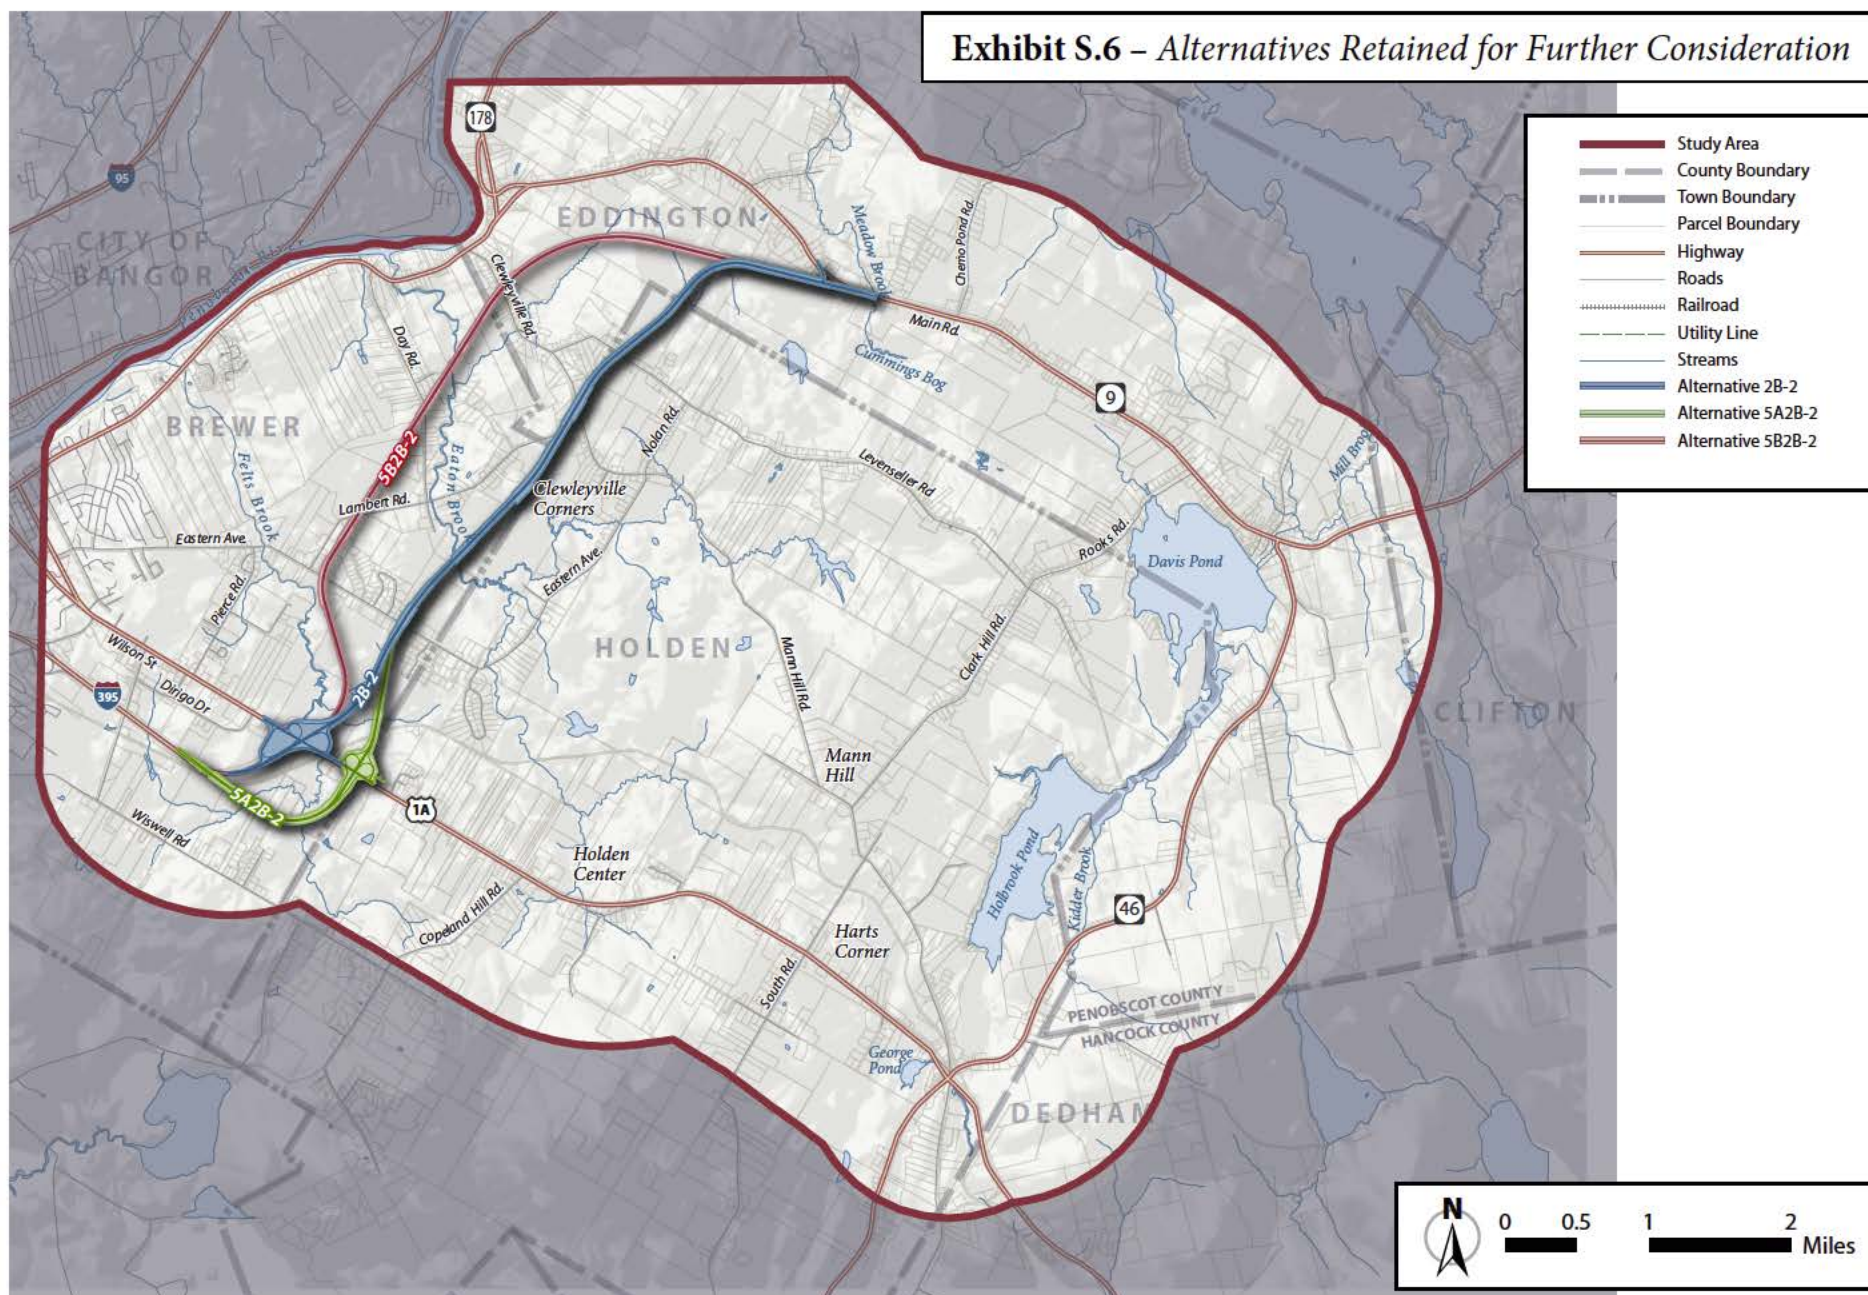 Exhibit S.6 – Alternatives Retained for Further Consideration
Study Area
County Boundary
Town Boundary
Parcel Boundary
Highway
Roads
Railroad
Utility Line
Streams
Alternative 2B-2
Alternative 5A2B-2
Alternative 5B2B-2
178
95
CITY OF
BANGOR
EDDINGTON
Meadow Brook
Chemo Pond Rd.
Clewleyville Rd.
Main Rd.
Day Rd.
Cummings Bog
9
BREWER
5B2B-2
Nolan Rd.
Felts Brook
Eaton Brook
Levenseller Rd
Mill Broo
Lambert Rd.
Clewleyville
Corners
Eastern Ave.
Rooks Rd.
Davis Pond
Eastern Ave.
Pierce Rd.
HOLDEN
Clark Hill Rd.
Mann Hill Rd.
Wilson St
Dirigo Dr
395
2B-2
CLIFTON
Mann
Hill
5A2B-2
1A
Wiswell Rd
Holden
Center
Holbrook Pond
Kidder Brook
46
Copeland Hill Rd.
Harts
Corner
South Rd.
PENOBSCOT COUNTY
HANCOCK COUNTY
George
Pond
DEDHAM
N
0 0.5 1 2
Miles